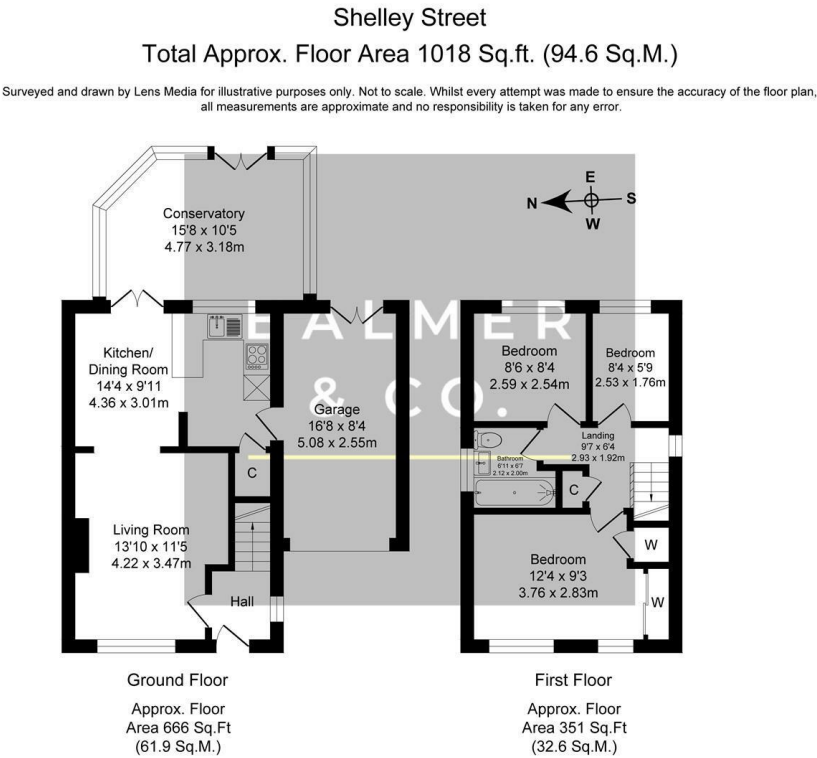 Shelley Street
Total Approx. Floor Area 1018 Sq.ft. (94.6 Sq.M.)
Surveyed and drawn by Lens Media for illustrative purposes only. Not to scale. Whilst every attempt was made to ensure the accuracy of the floor plan,
all measurements are approximate and no responsibility is taken for any error.
Conservatory
15'8 x 10'5
4.77 x 3.18m
E
N
S
W
BALMER
& CO.
Kitchen/
Dining Room
14'4 x 9'11
4.36 x 3.01m
Garage
16'8 x 8'4
5.08 x 2.55m
C
Living Room
13'10 x 11'5
4.22 x 3.47m
Hall
Bedroom
8'6 x 8'4
2.59 x 2.54m
Bedroom
8'4 x 5'9
2.53 x 1.76m
Landing
9'7 x 6'4
2.93 x 1.92m
Bathroom
6'11 x 6'7
2.12 x 2.00m
C
Bedroom
12'4 x 9'3
3.76 x 2.83m
W
W
Ground Floor
Approx. Floor
Area 666 Sq.Ft
(61.9 Sq.M.)
First Floor
Approx. Floor
Area 351 Sq.Ft
(32.6 Sq.M.)